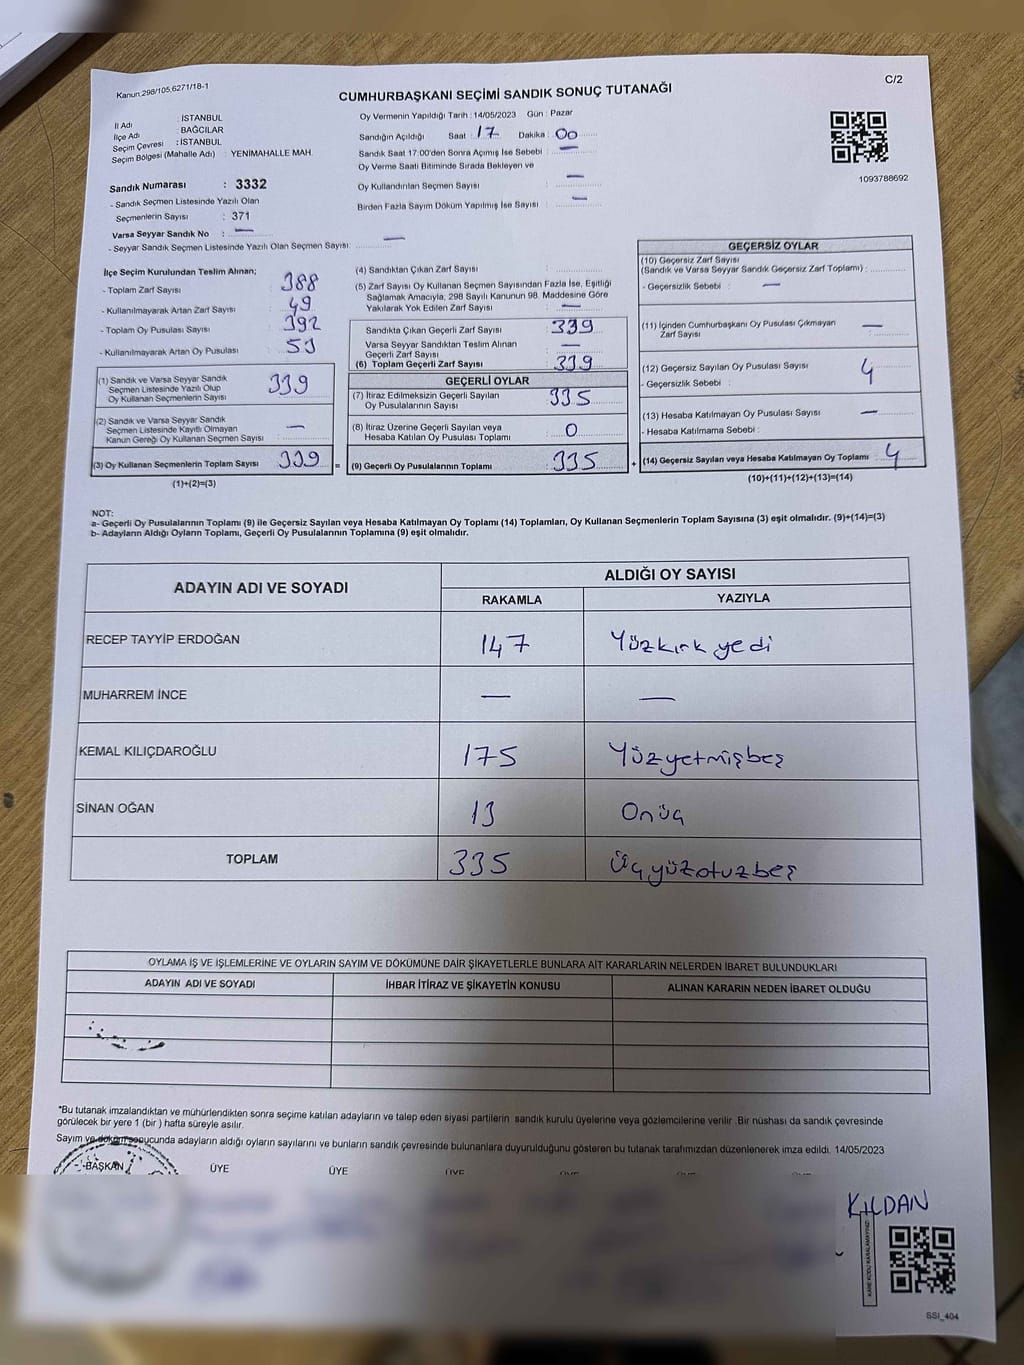 Kanun 298/105,6271/18-1
C/2
CUMHURBAŞKANI SEÇİMİ SANDIK SONUÇ TUTANAĞI
İl Adı : İSTANBUL
İlçe Adı : BAĞCILAR
Seçim Çevresi : İSTANBUL
Seçim Bölgesi (Mahalle Adı) : YENİMAHALLE MAH.
Sandık Numarası : 3332
- Sandık Seçmen Listesinde Yazılı Olan
Seçmenlerin Sayısı : 371
Varsa Seyyar Sandık No : —
- Seyyar Sandık Seçmen Listesinde Yazılı Olan Seçmen Sayısı: —
Oy Vermenin Yapıldığı Tarih : 14/05/2023 Gün : Pazar
Sandığın Açıldığı Saat : 17 Dakika : 00
Sandık Saat 17:00'den Sonra Açımış İse Sebebi : —
Oy Verme Saati Bitiminde Sırada Bekleyen ve
Oy Kullandırılan Seçmen Sayısı : —
Birden Fazla Sayım Döküm Yapılmış İse Sayısı : —
1093788692
İlçe Seçim Kurulundan Teslim Alınan;
- Toplam Zarf Sayısı : 388
- Kullanılmayarak Artan Zarf Sayısı : 49
- Toplam Oy Pusulası Sayısı : 392
- Kullanılmayarak Artan Oy Pusulası : 53
(1) Sandık ve Varsa Seyyar Sandık
Seçmen Listesinde Yazılı Olup
Oy Kullanan Seçmenlerin Sayısı : 339
(2) Sandık ve Varsa Seyyar Sandık
Seçmen Listesinde Kayıtlı Olmayan
Kanun Gereği Oy Kullanan Seçmen Sayısı : —
(3) Oy Kullanan Seçmenlerin Toplam Sayısı : 339
(1)+(2)=(3)
(4) Sandıktan Çıkan Zarf Sayısı :
(5) Zarf Sayısı Oy Kullanan Seçmen Sayısından Fazla İse, Eşitliği
Sağlamak Amacıyla, 298 Sayılı Kanunun 98. Maddesine Göre
Yakılarak Yok Edilen Zarf Sayısı : —
Sandıkta Çıkan Geçerli Zarf Sayısı : 339
Varsa Seyyar Sandıktan Teslim Alınan
Geçerli Zarf Sayısı : —
(6) Toplam Geçerli Zarf Sayısı : 339
GEÇERLİ OYLAR
(7) İtiraz Edilmeksizin Geçerli Sayılan
Oy Pusulalarının Sayısı : 335
(8) İtiraz Üzerine Geçerli Sayılan veya
Hesaba Katılan Oy Pusulası Toplamı : 0
= (9) Geçerli Oy Pusulalarının Toplamı : 335 +
GEÇERSİZ OYLAR
(10) Geçersiz Zarf Sayısı
(Sandık ve Varsa Seyyar Sandık Geçersiz Zarf Toplamı) :
- Geçersizlik Sebebi : —
(11) İçinden Cumhurbaşkanı Oy Pusulası Çıkmayan
Zarf Sayısı : —
(12) Geçersiz Sayılan Oy Pusulası Sayısı : 4
- Geçersizlik Sebebi :
(13) Hesaba Katılmayan Oy Pusulası Sayısı : —
- Hesaba Katılmama Sebebi :
(14) Geçersiz Sayılan veya Hesaba Katılmayan Oy Toplamı : 4
(10)+(11)+(12)+(13)=(14)
NOT:
a- Geçerli Oy Pusulalarının Toplamı (9) ile Geçersiz Sayılan veya Hesaba Katılmayan Oy Toplamı (14) Toplamları, Oy Kullanan Seçmenlerin Toplam Sayısına (3) eşit olmalıdır. (9)+(14)=(3)
b- Adayların Aldığı Oyların Toplamı, Geçerli Oy Pusulalarının Toplamına (9) eşit olmalıdır.
ADAYIN ADI VE SOYADI
ALDIĞI OY SAYISI
RAKAMLA YAZIYLA
RECEP TAYYİP ERDOĞAN 147 Yüzkırk yedi
MUHARREM İNCE — —
KEMAL KILIÇDAROĞLU 175 Yüzyetmişbeş
SİNAN OĞAN 13 Onüç
TOPLAM 335 Üçyüzotuzbeş
OYLAMA İŞ VE İŞLEMLERİNE VE OYLARIN SAYIM VE DÖKÜMÜNE DAİR ŞİKAYETLERLE BUNLARA AİT KARARLARIN NELERDEN İBARET BULUNDUKLARI
ADAYIN ADI VE SOYADI İHBAR İTİRAZ VE ŞİKAYETİN KONUSU ALINAN KARARIN NEDEN İBARET OLDUĞU
*Bu tutanak imzalandıktan ve mühürlendikten sonra seçime katılan adayların ve talep eden siyasi partilerin sandık kurulu üyelerine veya gözlemcilerine verilir .Bir nüshası da sandık çevresinde
görülecek bir yere 1 (bir ) hafta süreyle asılır.
Sayım ve döküm sonucunda adayların aldığı oyların sayılarını ve bunların sandık çevresinde bulunanlara duyurulduğunu gösteren bu tutanak tarafımızdan düzenlenerek imza edildi. 14/05/2023
BAŞKAN ÜYE ÜYE ÜYE
KILDAN
KARE KODU KARALAMAYINIZ!
SSİ_404